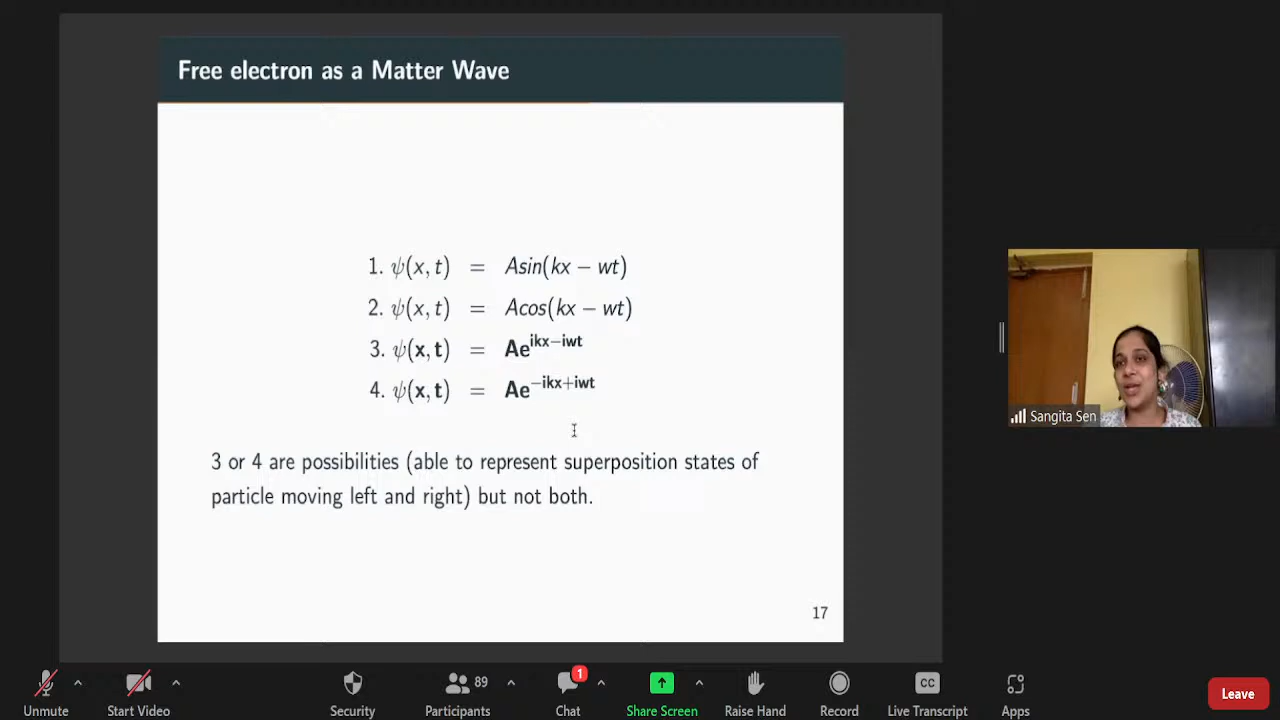 Free electron as a Matter Wave
1. ψ(x, t) = Asin(kx − wt)
2. ψ(x, t) = Acos(kx − wt)
3. ψ(x, t) = Ae^{ikx−iwt}
4. ψ(x, t) = Ae^{−ikx+iwt}
3 or 4 are possibilities (able to represent superposition states of
particle moving left and right) but not both.
17
Sangita Sen
Unmute
Start Video
Security
89
Participants
1
Chat
Share Screen
Raise Hand
Record
CC
Live Transcript
Apps
Leave